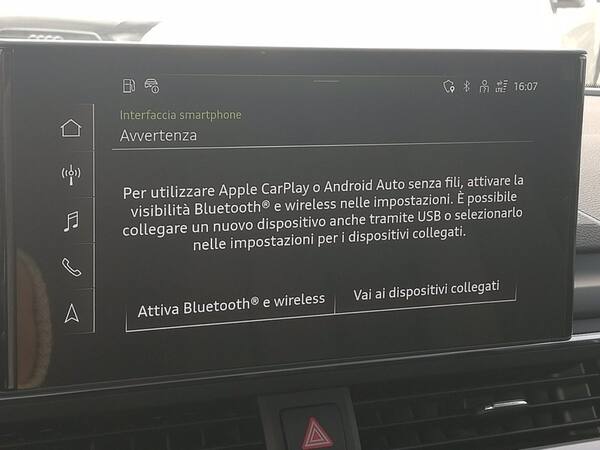 16:07
LTE
Interfaccia smartphone
Avvertenza
Per utilizzare Apple CarPlay o Android Auto senza fili, attivare la
visibilità Bluetooth® e wireless nelle impostazioni. È possibile
collegare un nuovo dispositivo anche tramite USB o selezionarlo
nelle impostazioni per i dispositivi collegati.
Attiva Bluetooth® e wireless
Vai ai dispositivi collegati